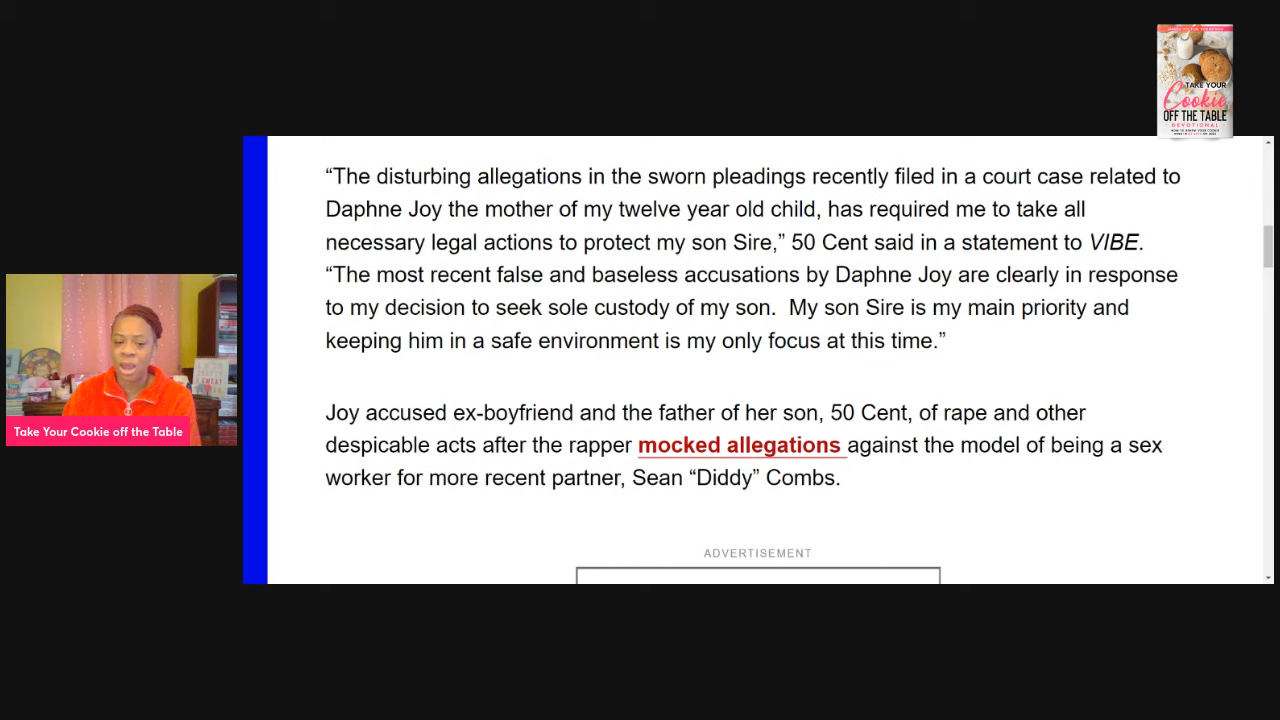 TAKE YOUR
Cookie
OFF THE TABLE
DEVOTIONAL
“The disturbing allegations in the sworn pleadings recently filed in a court case related to
Daphne Joy the mother of my twelve year old child, has required me to take all
necessary legal actions to protect my son Sire,” 50 Cent said in a statement to VIBE.
“The most recent false and baseless accusations by Daphne Joy are clearly in response
to my decision to seek sole custody of my son.  My son Sire is my main priority and
keeping him in a safe environment is my only focus at this time.”
Take Your Cookie off the Table
Joy accused ex-boyfriend and the father of her son, 50 Cent, of rape and other
despicable acts after the rapper mocked allegations against the model of being a sex
worker for more recent partner, Sean “Diddy” Combs.
ADVERTISEMENT